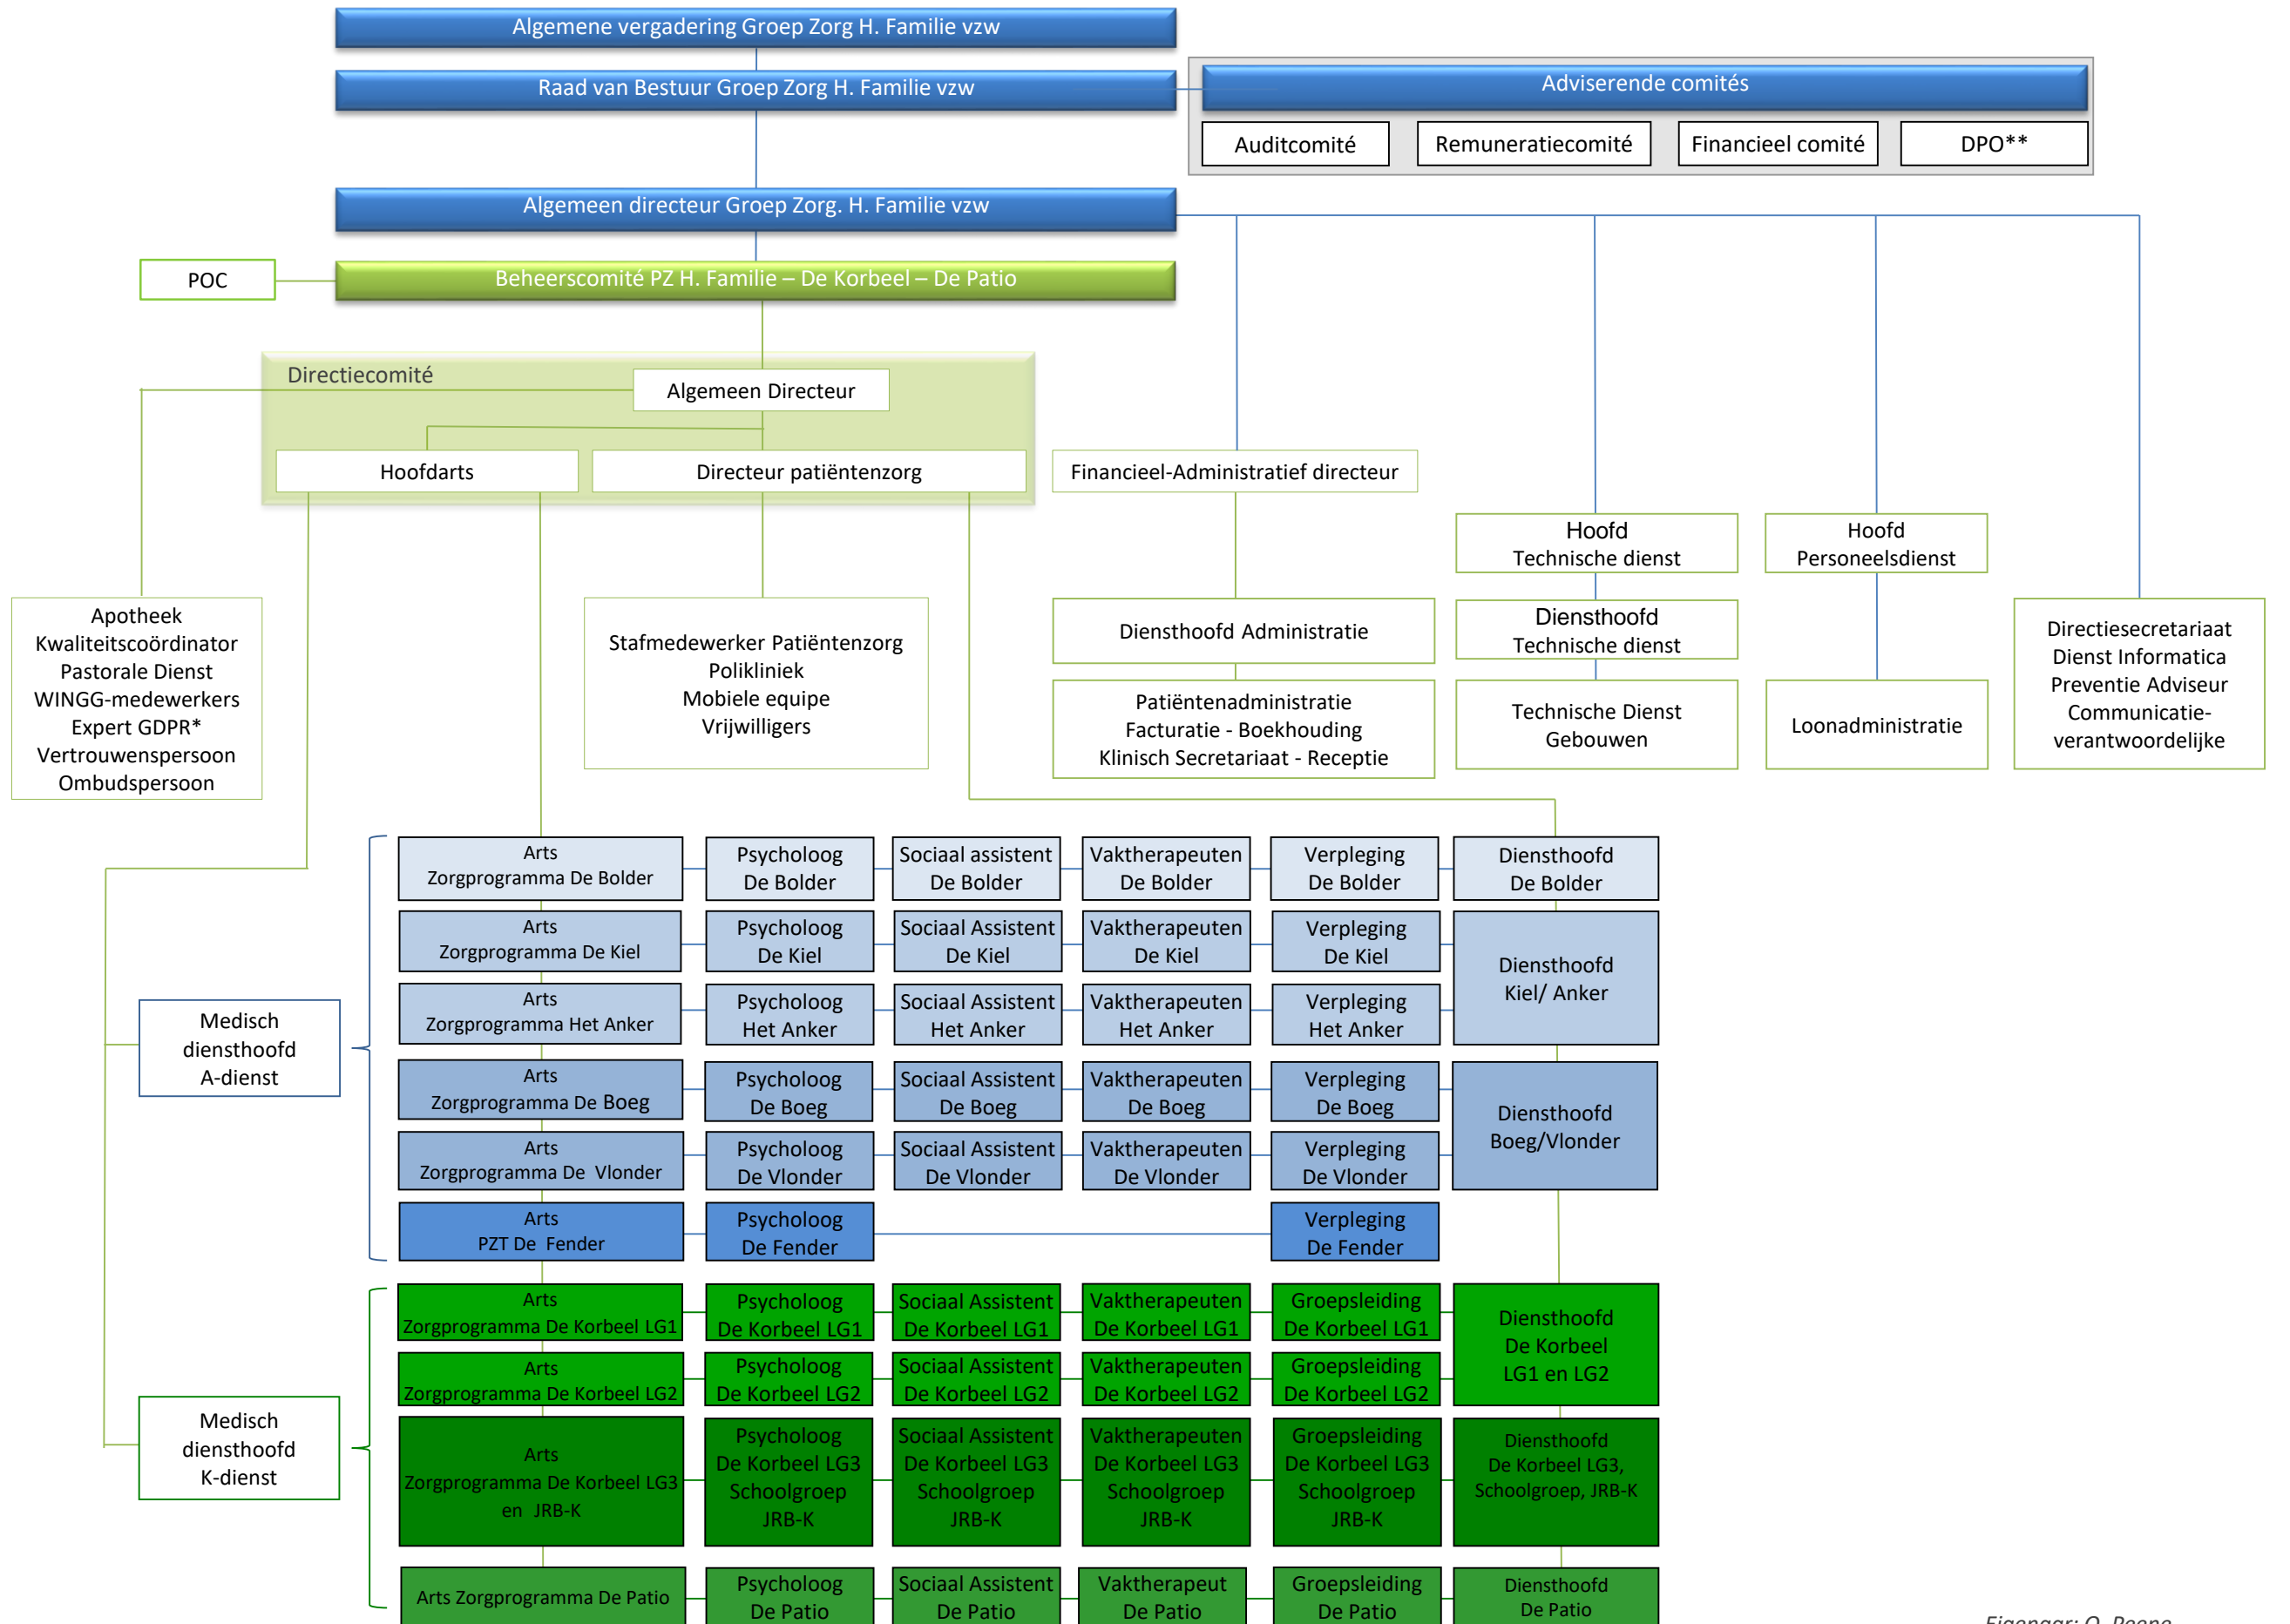 Algemene vergadering Groep Zorg H. Familie vzw
Raad van Bestuur Groep Zorg H. Familie vzw
Adviserende comités
Auditcomité
Remuneratiecomité
Financieel comité
DPO**
Algemeen directeur Groep Zorg. H. Familie vzw
POC
Beheerscomité PZ H. Familie – De Korbeel – De Patio
Directiecomité
Algemeen Directeur
Hoofdarts
Directeur patiëntenzorg
Financieel-Administratief directeur
Hoofd
Technische dienst
Hoofd
Personeelsdienst
Apotheek
Kwaliteitscoördinator
Pastorale Dienst
WINGG-medewerkers
Expert GDPR*
Vertrouwenspersoon
Ombudspersoon
Stafmedewerker Patiëntenzorg
Polikliniek
Mobiele equipe
Vrijwilligers
Diensthoofd Administratie
Patiëntenadministratie
Facturatie - Boekhouding
Klinisch Secretariaat - Receptie
Diensthoofd
Technische dienst
Technische Dienst
Gebouwen
Loonadministratie
Directiesecretariaat
Dienst Informatica
Preventie Adviseur
Communicatie-
verantwoordelijke
Arts
Zorgprogramma De Bolder
Psycholoog
De Bolder
Sociaal assistent
De Bolder
Vaktherapeuten
De Bolder
Verpleging
De Bolder
Diensthoofd
De Bolder
Arts
Zorgprogramma De Kiel
Psycholoog
De Kiel
Sociaal Assistent
De Kiel
Vaktherapeuten
De Kiel
Verpleging
De Kiel
Diensthoofd
Kiel/ Anker
Arts
Zorgprogramma Het Anker
Psycholoog
Het Anker
Sociaal Assistent
Het Anker
Vaktherapeuten
Het Anker
Verpleging
Het Anker
Medisch
diensthoofd
A-dienst
Arts
Zorgprogramma De Boeg
Psycholoog
De Boeg
Sociaal Assistent
De Boeg
Vaktherapeuten
De Boeg
Verpleging
De Boeg
Diensthoofd
Boeg/Vlonder
Arts
Zorgprogramma De Vlonder
Psycholoog
De Vlonder
Sociaal Assistent
De Vlonder
Vaktherapeuten
De Vlonder
Verpleging
De Vlonder
Arts
PZT De Fender
Psycholoog
De Fender
Verpleging
De Fender
Arts
Zorgprogramma De Korbeel LG1
Psycholoog
De Korbeel LG1
Sociaal Assistent
De Korbeel LG1
Vaktherapeuten
De Korbeel LG1
Groepsleiding
De Korbeel LG1
Diensthoofd
De Korbeel
LG1 en LG2
Arts
Zorgprogramma De Korbeel LG2
Psycholoog
De Korbeel LG2
Sociaal Assistent
De Korbeel LG2
Vaktherapeuten
De Korbeel LG2
Groepsleiding
De Korbeel LG2
Medisch
diensthoofd
K-dienst
Arts
Zorgprogramma De Korbeel LG3
en JRB-K
Psycholoog
De Korbeel LG3
Schoolgroep
JRB-K
Sociaal Assistent
De Korbeel LG3
Schoolgroep
JRB-K
Vaktherapeuten
De Korbeel LG3
Schoolgroep
JRB-K
Groepsleiding
De Korbeel LG3
Schoolgroep
JRB-K
Diensthoofd
De Korbeel LG3,
Schoolgroep, JRB-K
Arts Zorgprogramma De Patio
Psycholoog
De Patio
Sociaal Assistent
De Patio
Vaktherapeut
De Patio
Groepsleiding
De Patio
Diensthoofd
De Patio
Eigenaar: O. Peene